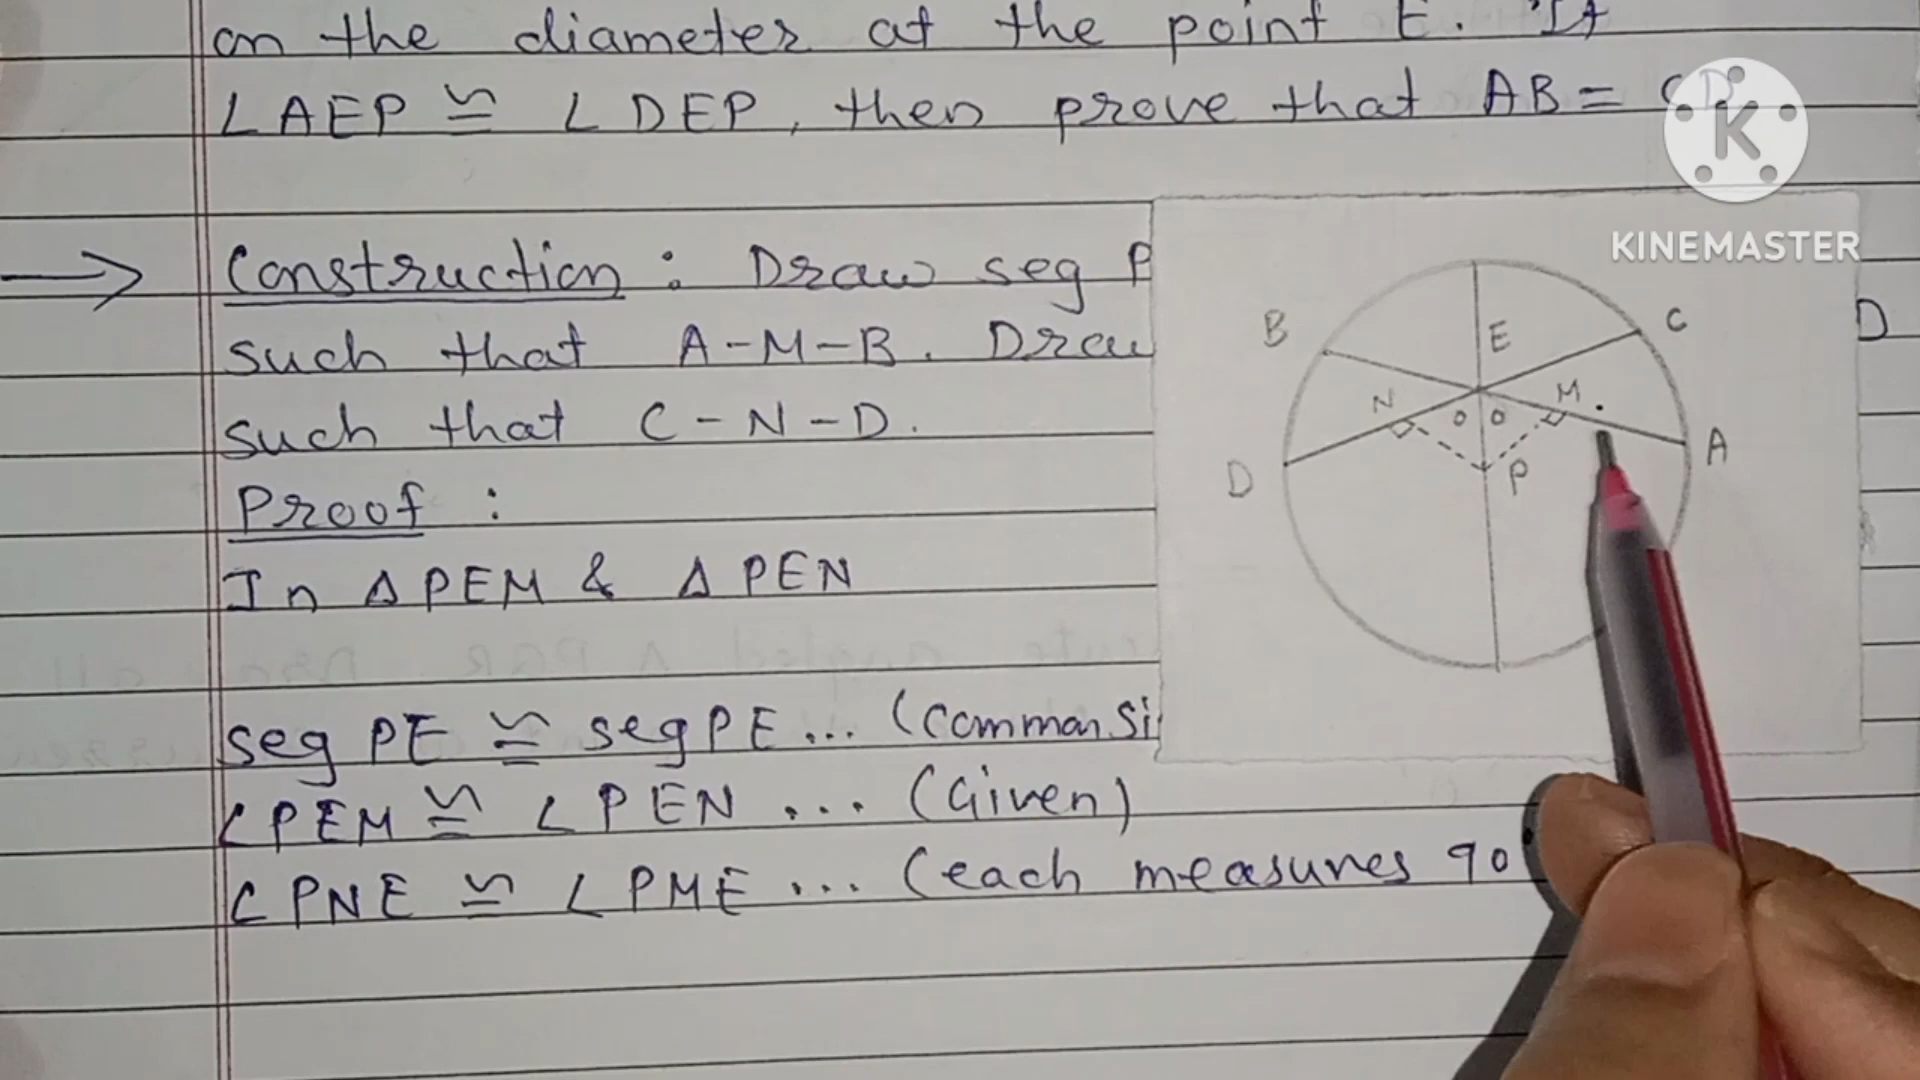 on the diameter at the point E. If
∠AEP ≅ ∠DEP, then prove that AB = CD
K
KINEMASTER
Construction : Draw seg P
D
such that A-M-B. Draw
such that C-N-D.
Proof :
In Δ PEM & Δ PEN
seg PE ≅ seg PE ... (Common Si
∠PEM ≅ ∠PEN ... (Given)
∠PNE ≅ ∠PME ... (each measures 90
B
E
C
N
M
D
P
A